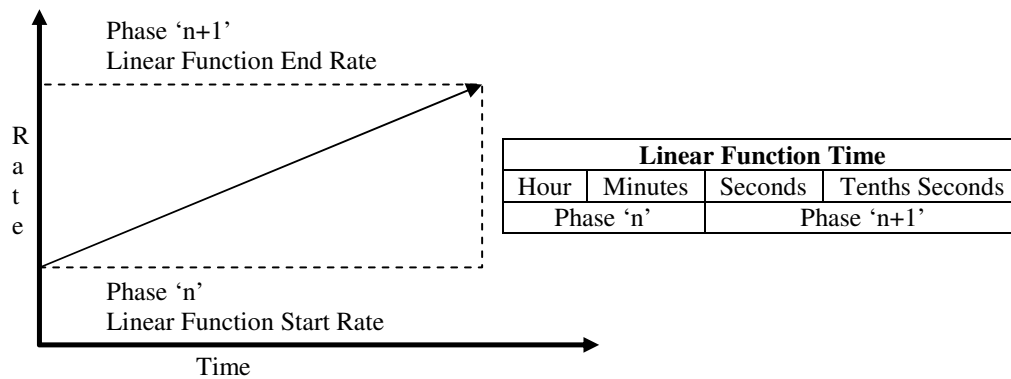 Phase ‘n+1’
Linear Function End Rate
R
a
t
e
Phase ‘n’
Linear Function Start Rate
Time
Linear Function Time
Hour Minutes Seconds Tenths Seconds
Phase ‘n’ Phase ‘n+1’